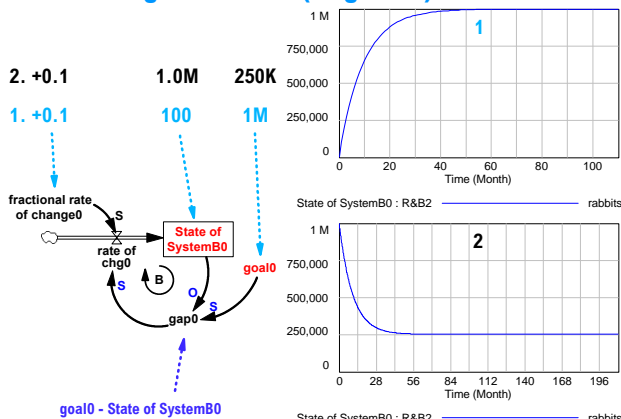 2. +0.1 1.0M 250K
1. +0.1 100 1M
fractional rate
of change0
S
State of
SystemB0
rate of
chg0
goal0
S
B
O
S
gap0
goal0 - State of SystemB0
1 M
1
750,000
500,000
250,000
0
0 20 40 60 80 100
Time (Month)
State of SystemB0 : R&B2 rabbits
1 M
2
750,000
500,000
250,000
0
0 28 56 84 112 140 168 196
Time (Month)
State of SystemB0 : R&B2 rabbits